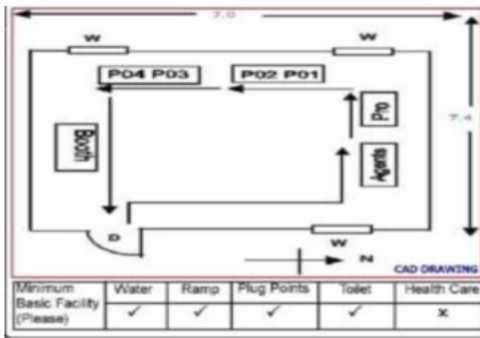 7.0
W
W
P04 P03
P02 P01
Pro
7.4
Booth
Agents
D
W
N
CAD DRAWING
Minimum Basic Facility (Please)
Water
Ramp
Plug Points
Toilet
Health Care
✓
✓
✓
✓
x